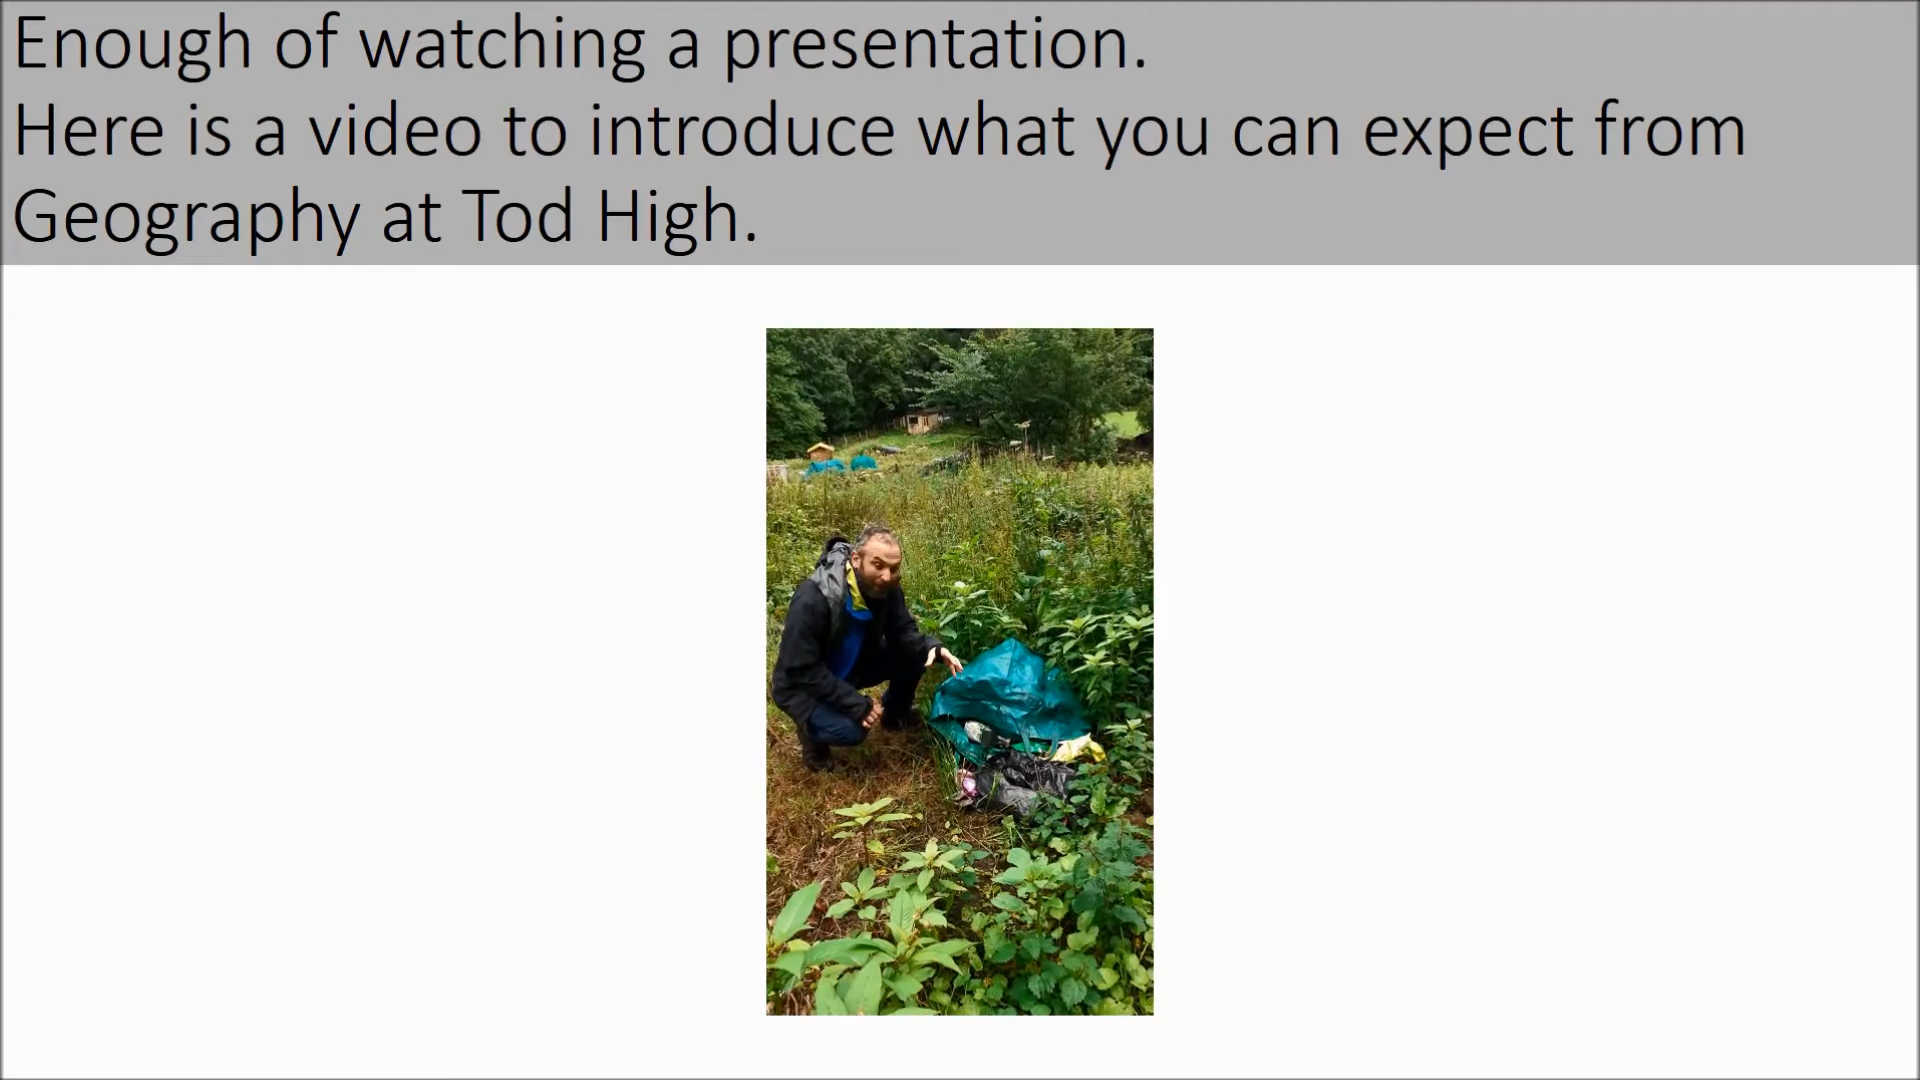 Enough of watching a presentation.
Here is a video to introduce what you can expect from
Geography at Tod High.